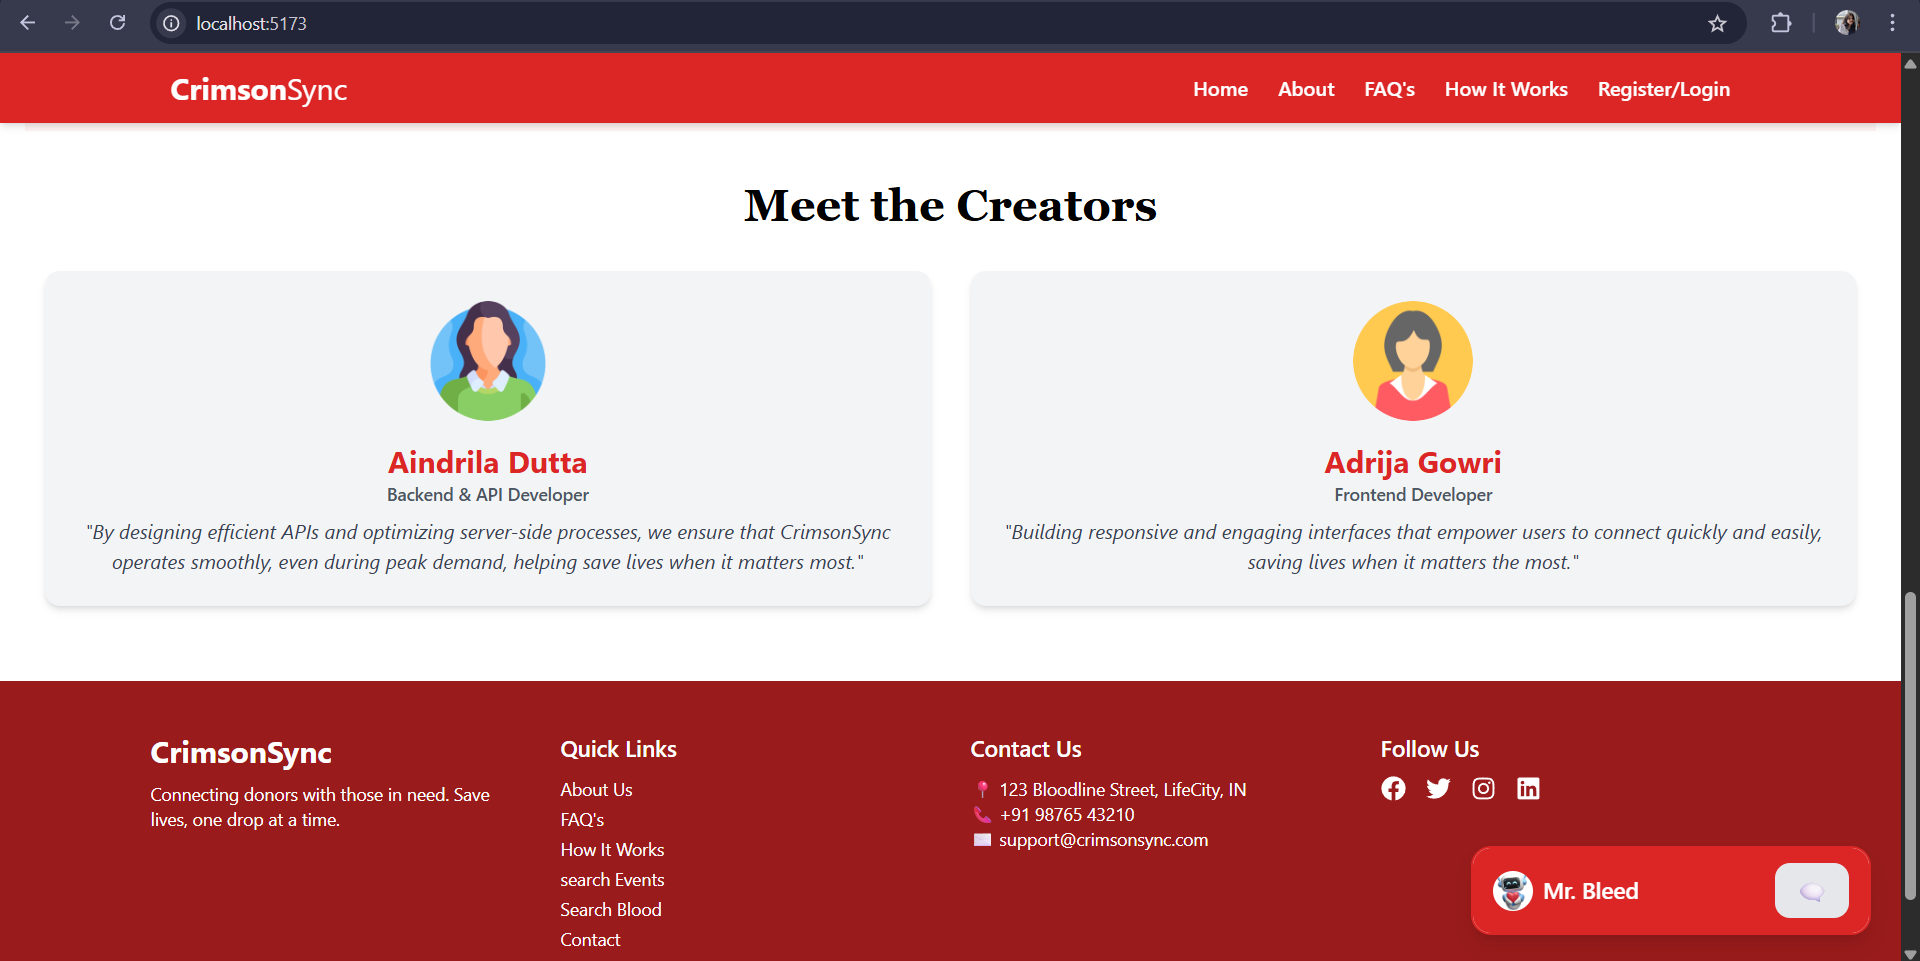 localhost:5173
CrimsonSync
Home
About
FAQ's
How It Works
Register/Login
Meet the Creators
Aindrila Dutta
Backend & API Developer
"By designing efficient APIs and optimizing server-side processes, we ensure that CrimsonSync
operates smoothly, even during peak demand, helping save lives when it matters most."
Adrija Gowri
Frontend Developer
"Building responsive and engaging interfaces that empower users to connect quickly and easily,
saving lives when it matters the most."
CrimsonSync
Connecting donors with those in need. Save
lives, one drop at a time.
Quick Links
About Us
FAQ's
How It Works
search Events
Search Blood
Contact
Contact Us
📍 123 Bloodline Street, LifeCity, IN
📞 +91 98765 43210
✉️ support@crimsonsync.com
Follow Us
Mr. Bleed